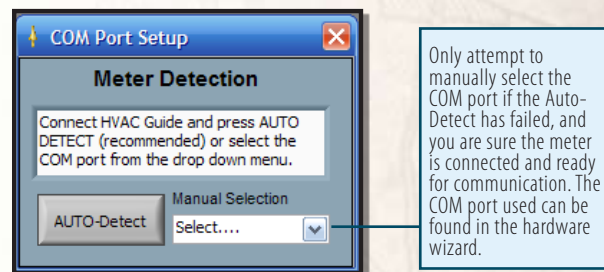 COM Port Setup
Meter Detection
Connect HVAC Guide and press AUTO
DETECT (recommended) or select the
COM port from the drop down menu.
AUTO-Detect
Manual Selection
Select....
Only attempt to
manually select the
COM port if the Auto-
Detect has failed, and
you are sure the meter
is connected and ready
for communication. The
COM port used can be
found in the hardware
wizard.